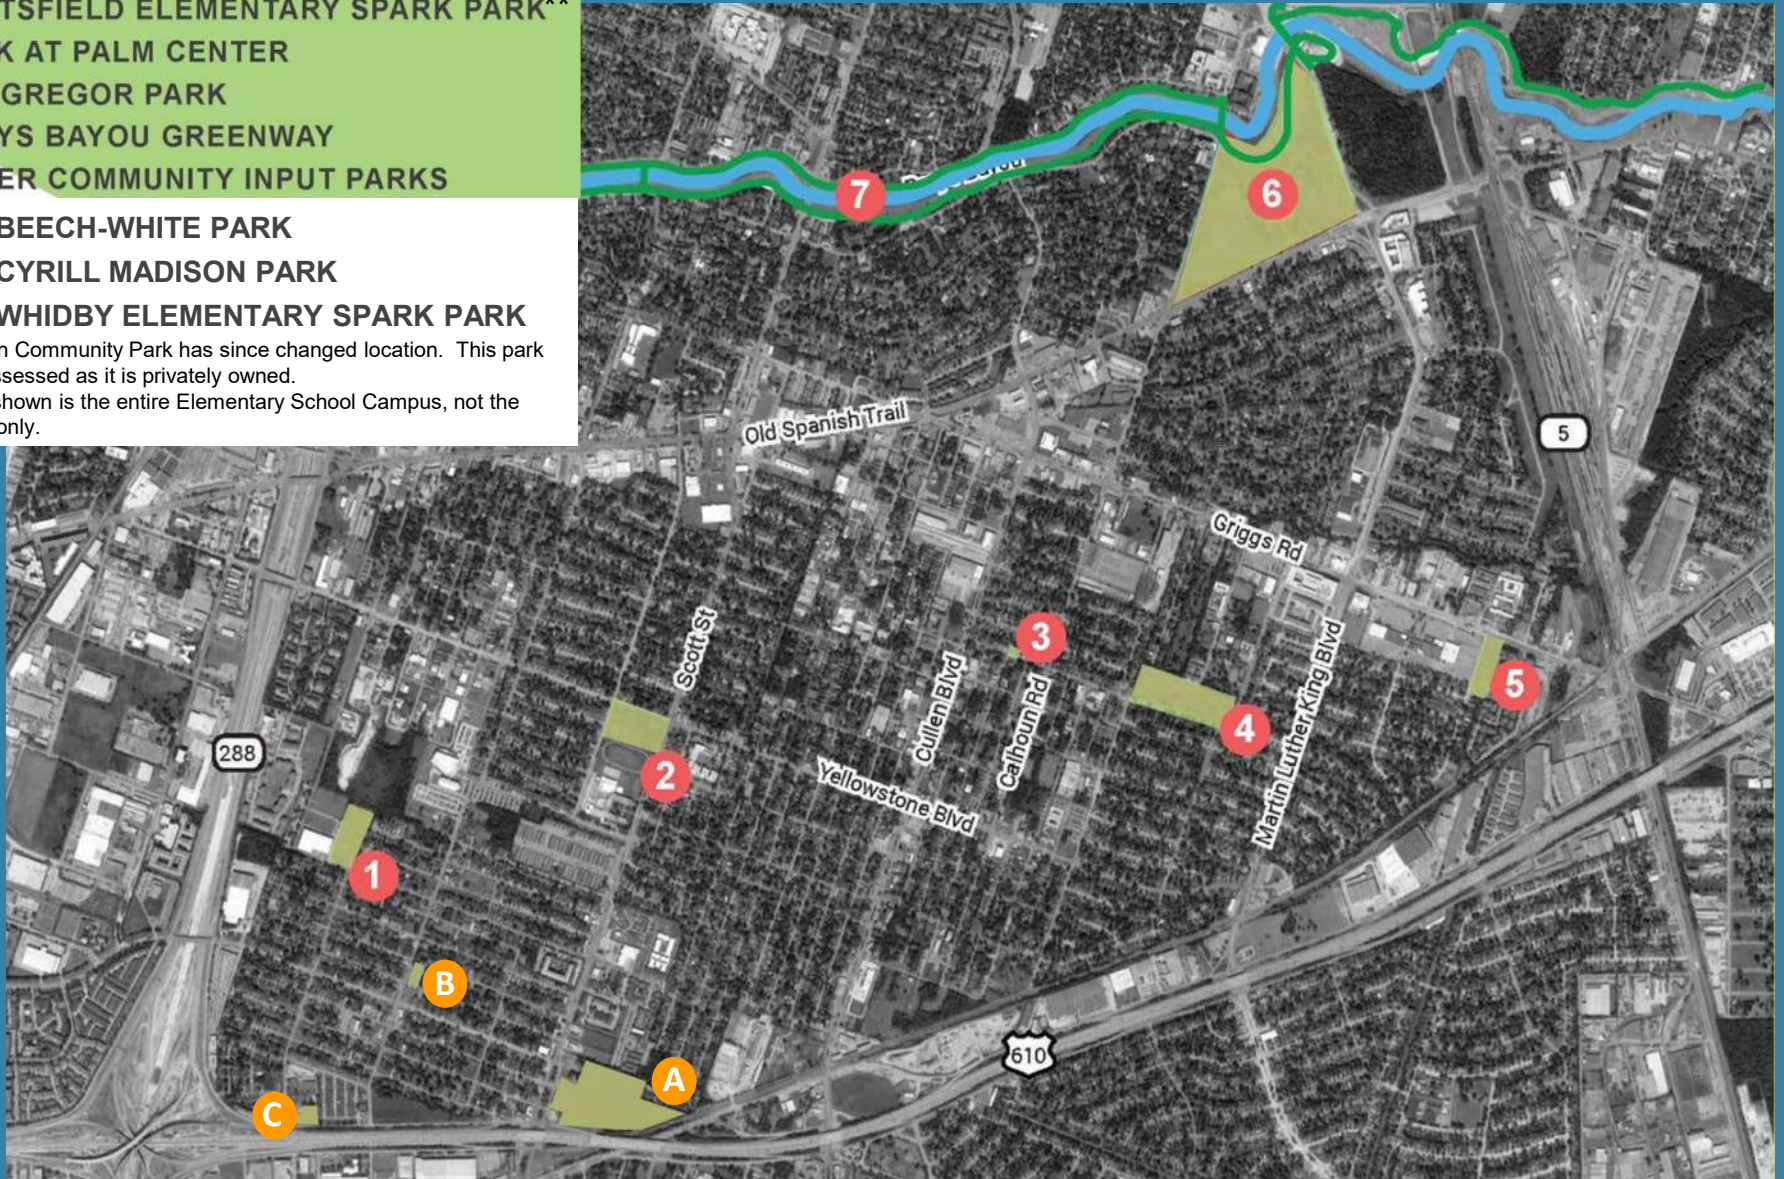 TSFIELD ELEMENTARY SPARK PARK**
K AT PALM CENTER
GREGOR PARK
YS BAYOU GREENWAY
ER COMMUNITY INPUT PARKS
BEECH-WHITE PARK
CYRILL MADISON PARK
WHIDBY ELEMENTARY SPARK PARK
n Community Park has since changed location. This park
ssessed as it is privately owned.
shown is the entire Elementary School Campus, not the
only.
7
6
Old Spanish Trail
5
Griggs Rd
Scott St
3
Cullen Blvd
Calhoun Rd
Martin Luther King Blvd
5
4
288
2
Yellowstone Blvd
1
B
610
A
C